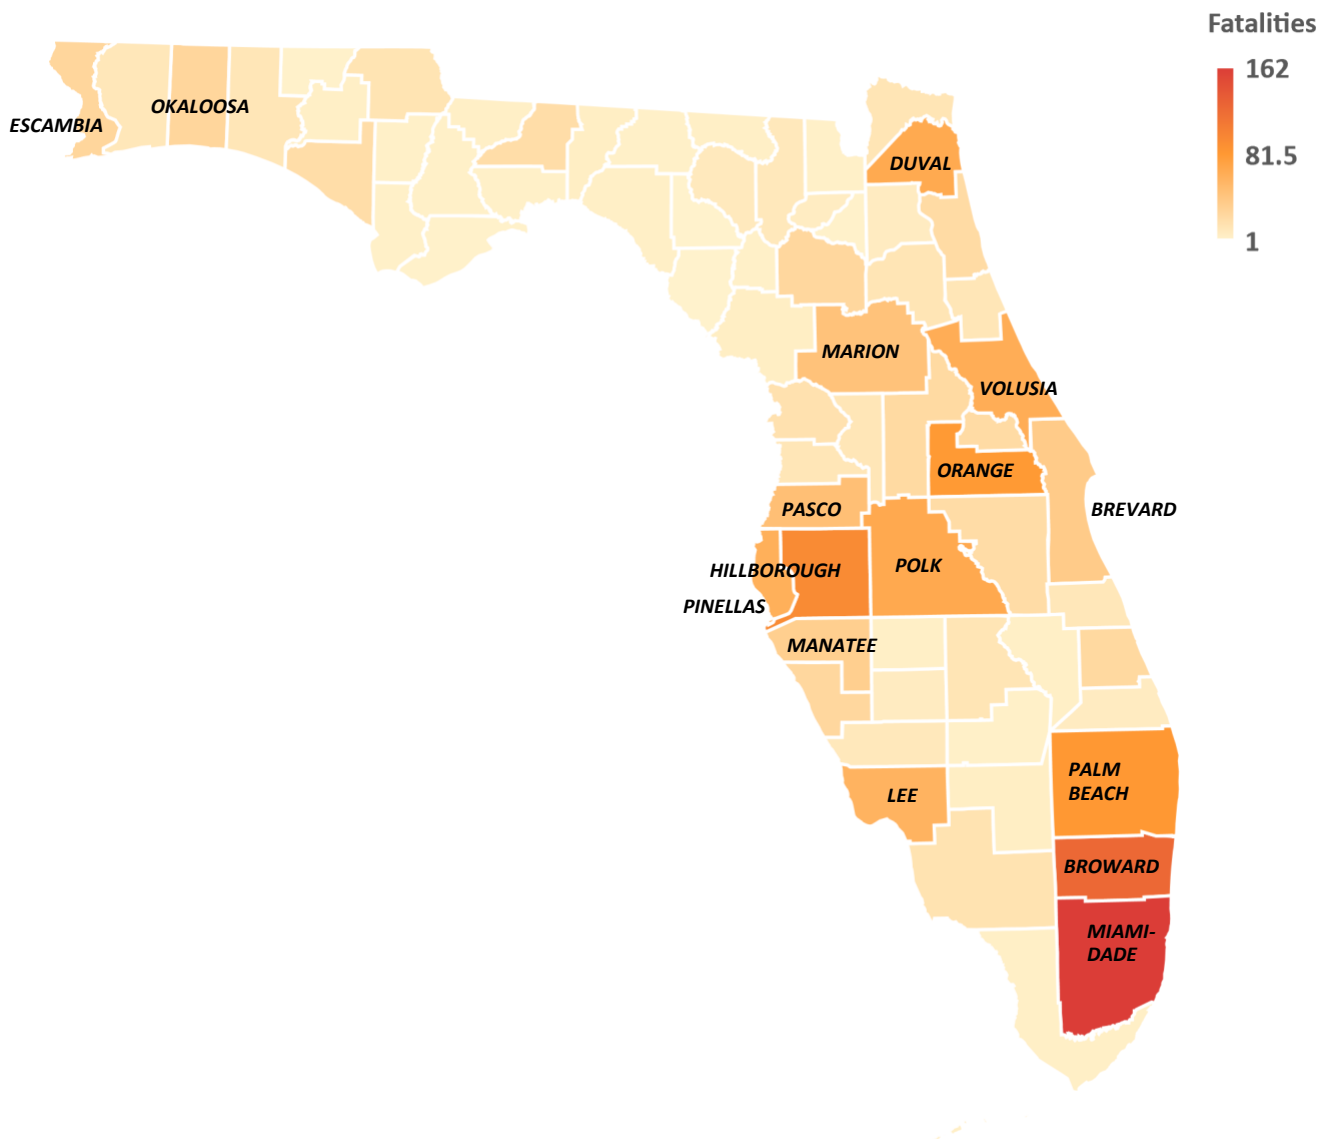 Fatalities
162
81.5
1
OKALOOSA
ESCAMBIA
DUVAL
MARION
VOLUSIA
ORANGE
PASCO
BREVARD
POLK
HILLBOROUGH
PINELLAS
MANATEE
PALM
BEACH
LEE
BROWARD
MIAMI-
DADE